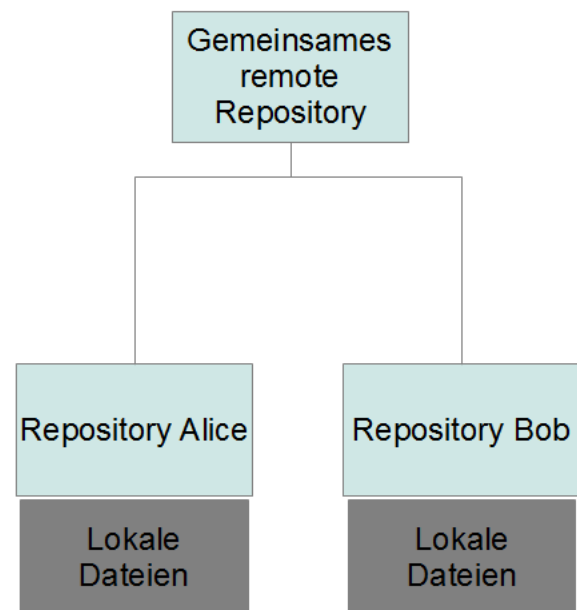 Gemeinsames
remote
Repository
Repository Alice
Repository Bob
Lokale
Dateien
Lokale
Dateien